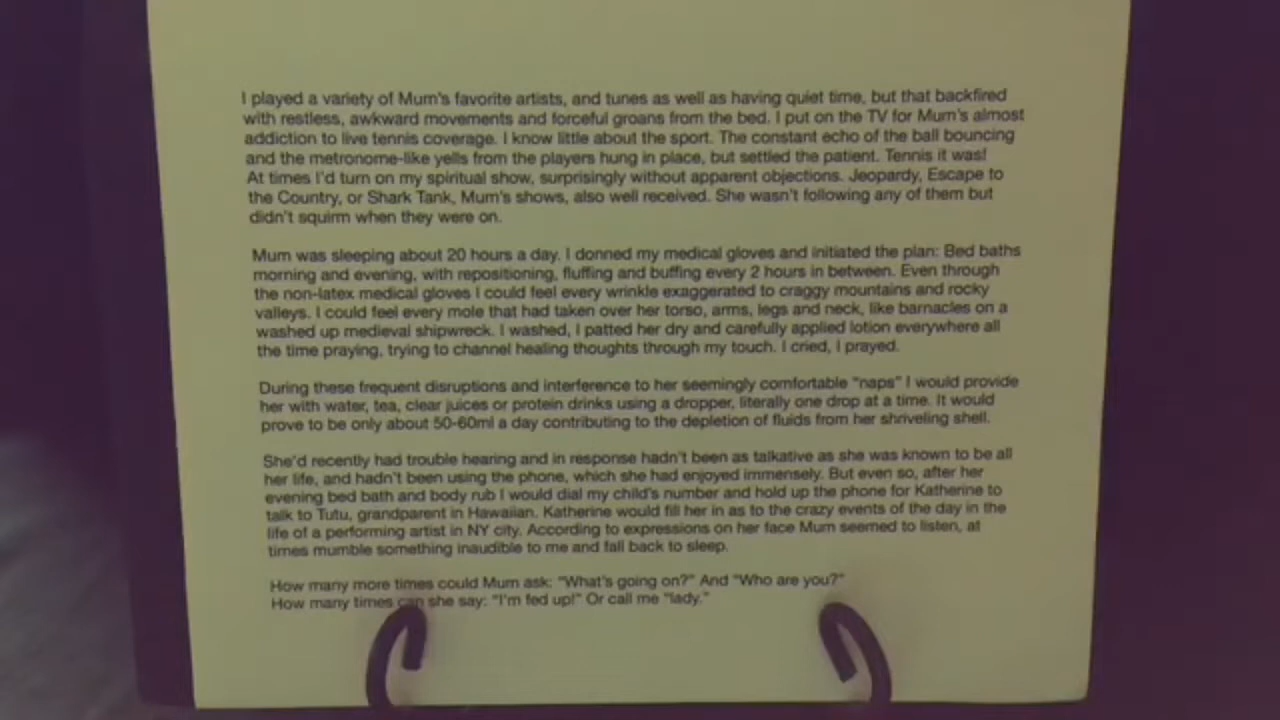 I played a variety of Mum's favorite artists, and tunes as well as having quiet time, but that backfired
with restless, awkward movements and forceful groans from the bed. I put on the TV for Mum's almost
addiction to live tennis coverage. I know little about the sport. The constant echo of the ball bouncing
and the metronome-like yells from the players hung in place, but settled the patient. Tennis it was!
At times I'd turn on my spiritual show, surprisingly without apparent objections. Jeopardy, Escape to
the Country, or Shark Tank, Mum's shows, also well received. She wasn't following any of them but
didn't squirm when they were on.
Mum was sleeping about 20 hours a day. I donned my medical gloves and initiated the plan: Bed baths
morning and evening, with repositioning, fluffing and buffing every 2 hours in between. Even through
the non-latex medical gloves I could feel every wrinkle exaggerated to craggy mountains and rocky
valleys. I could feel every mole that had taken over her torso, arms, legs and neck, like barnacles on a
washed up medieval shipwreck. I washed, I patted her dry and carefully applied lotion everywhere all
the time praying, trying to channel healing thoughts through my touch. I cried, I prayed.
During these frequent disruptions and interference to her seemingly comfortable "naps" I would provide
her with water, tea, clear juices or protein drinks using a dropper, literally one drop at a time. It would
prove to be only about 50-60ml a day contributing to the depletion of fluids from her shriveling shell.
She'd recently had trouble hearing and in response hadn't been as talkative as she was known to be all
her life, and hadn't been using the phone, which she had enjoyed immensely. But even so, after her
evening bed bath and body rub I would dial my child's number and hold up the phone for Katherine to
talk to Tutu, grandparent in Hawaiian. Katherine would fill her in as to the crazy events of the day in the
life of a performing artist in NY city. According to expressions on her face Mum seemed to listen, at
times mumble something inaudible to me and fall back to sleep.
How many more times could Mum ask: "What's going on?" And "Who are you?"
How many times can she say: "I'm fed up!" Or call me "lady."